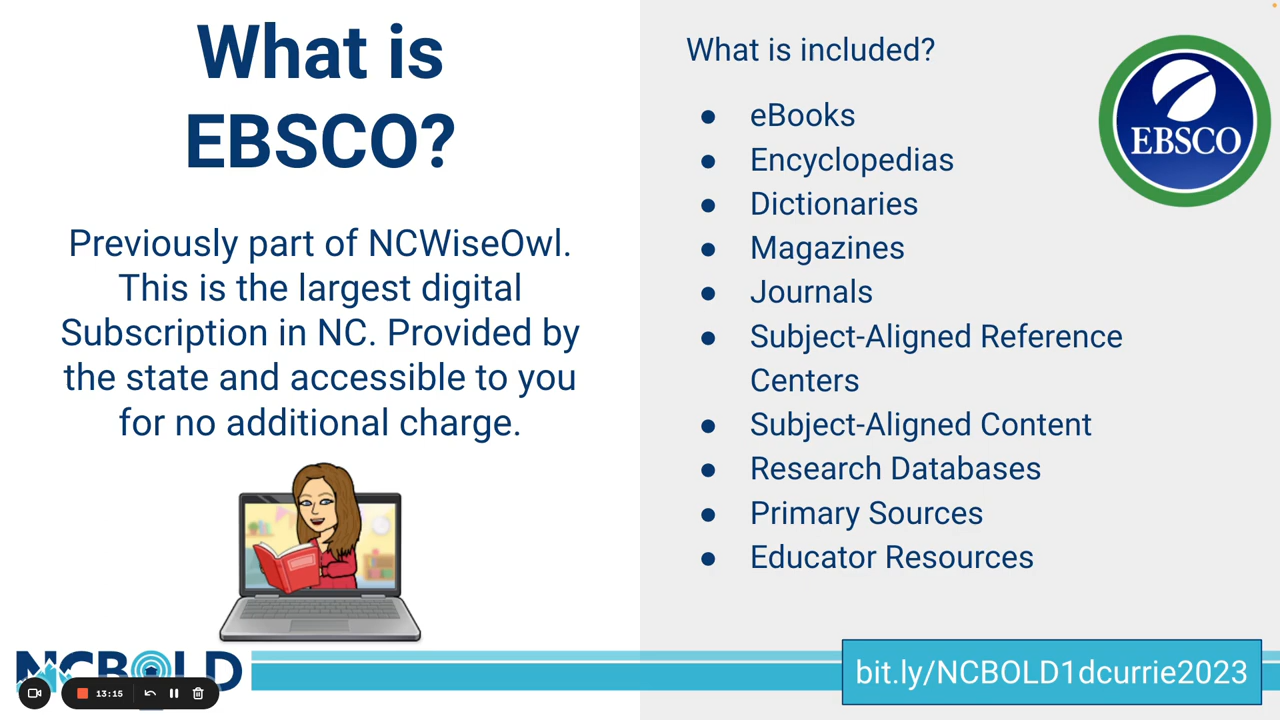 What is
EBSCO?
Previously part of NCWiseOwl.
This is the largest digital
Subscription in NC. Provided by
the state and accessible to you
for no additional charge.
What is included?
● eBooks
● Encyclopedias
● Dictionaries
● Magazines
● Journals
● Subject-Aligned Reference
Centers
● Subject-Aligned Content
● Research Databases
● Primary Sources
● Educator Resources
EBSCO
NCBOLD
13:15
bit.ly/NCBOLD1dcurrie2023